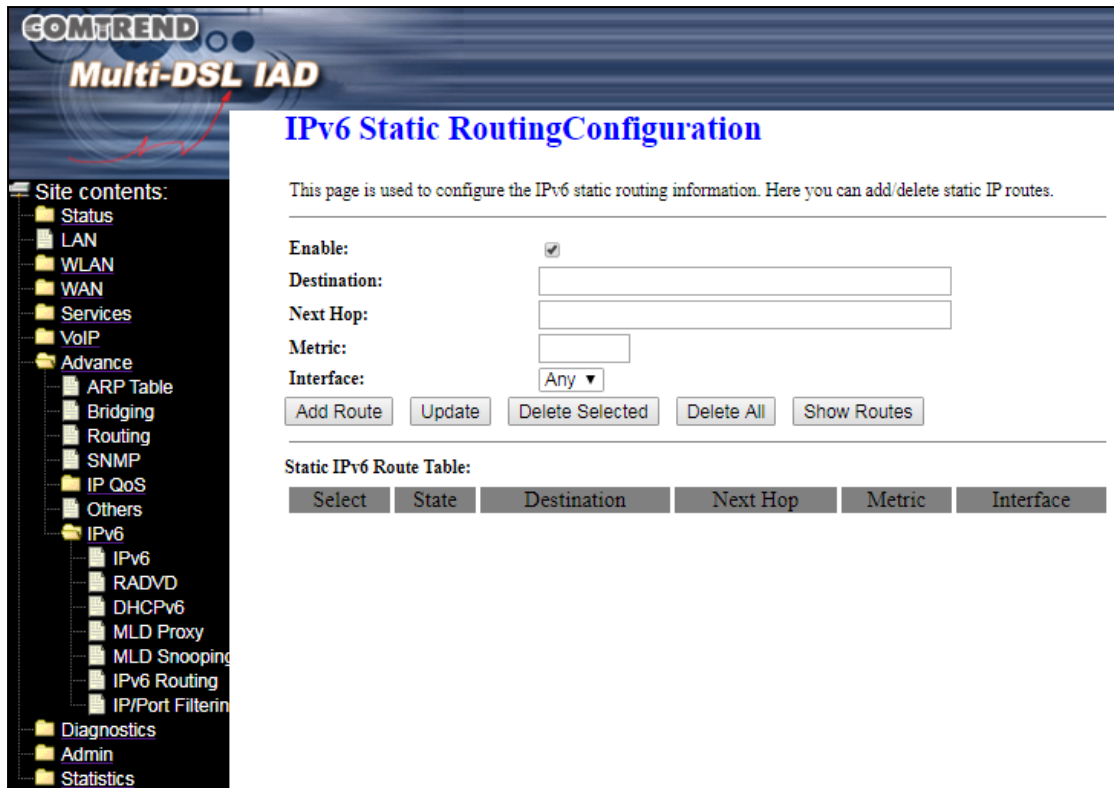 COMTREND
Multi-DSL IAD
Site contents:
Status
LAN
WLAN
WAN
Services
VoIP
Advance
ARP Table
Bridging
Routing
SNMP
IP QoS
Others
IPv6
IPv6
RADVD
DHCPv6
MLD Proxy
MLD Snooping
IPv6 Routing
IP/Port Filterin
Diagnostics
Admin
Statistics
IPv6 Static RoutingConfiguration
This page is used to configure the IPv6 static routing information. Here you can add/delete static IP routes.
Enable:
Destination:
Next Hop:
Metric:
Interface: Any
Add Route Update Delete Selected Delete All Show Routes
Static IPv6 Route Table:
Select State Destination Next Hop Metric Interface